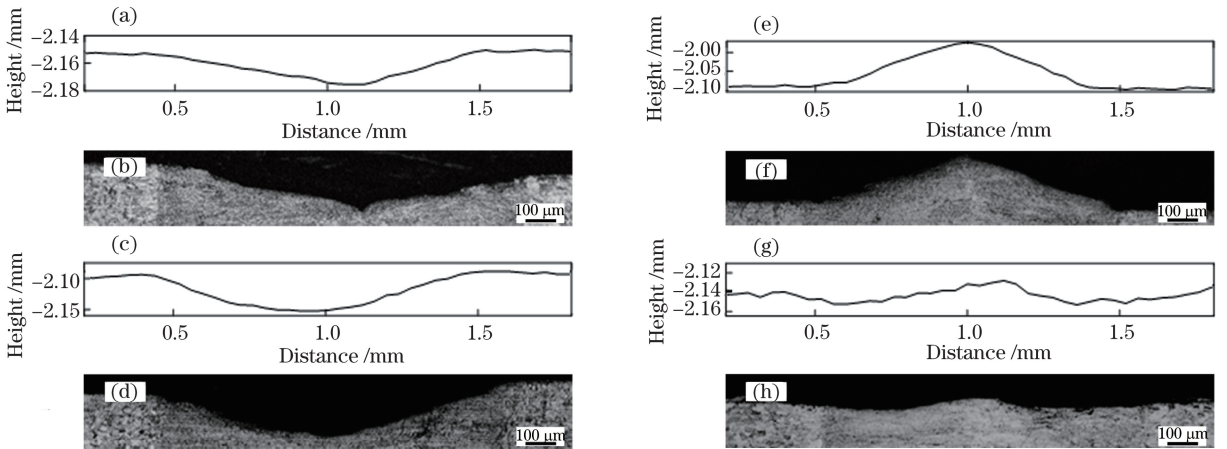 (a)
Height /mm
−2.14
−2.16
−2.18
0.5
1.0
1.5
Distance /mm
(b)
100 μm
(c)
Height /mm
−2.10
−2.15
0.5
1.0
1.5
Distance /mm
(d)
100 μm
(e)
Height /mm
−2.00
−2.05
−2.10
0.5
1.0
1.5
Distance /mm
(f)
100 μm
(g)
Height /mm
−2.12
−2.14
−2.16
0.5
1.0
1.5
Distance /mm
(h)
100 μm